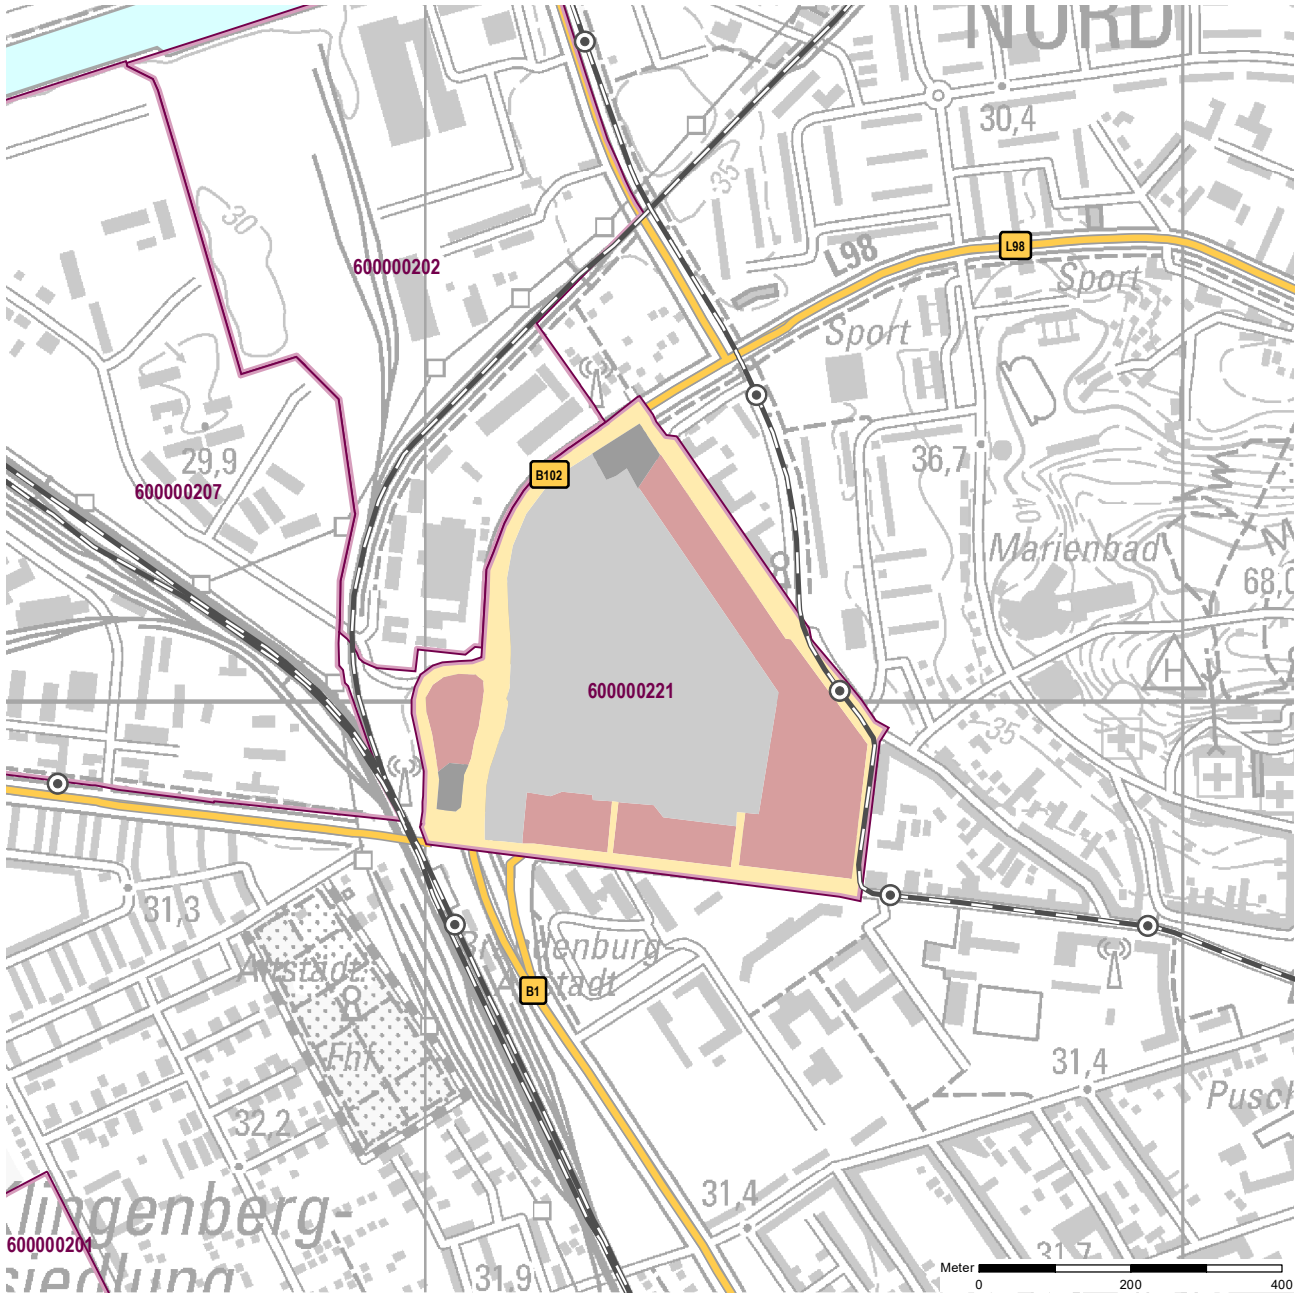 NORD
30,4
35
30
600000202
L98
L98
Sport
Sport
29,9
600000207
B102
36,7
40
Marienbad
68,0
H
600000221
35
31,3
Brandenburg-
Altstadt
Altstadt
B1
Fhf
31,4
Pusch
32,2
31,4
Klingenberg-
siedlung
600000201
31,9
31,7
Meter
0 200 400